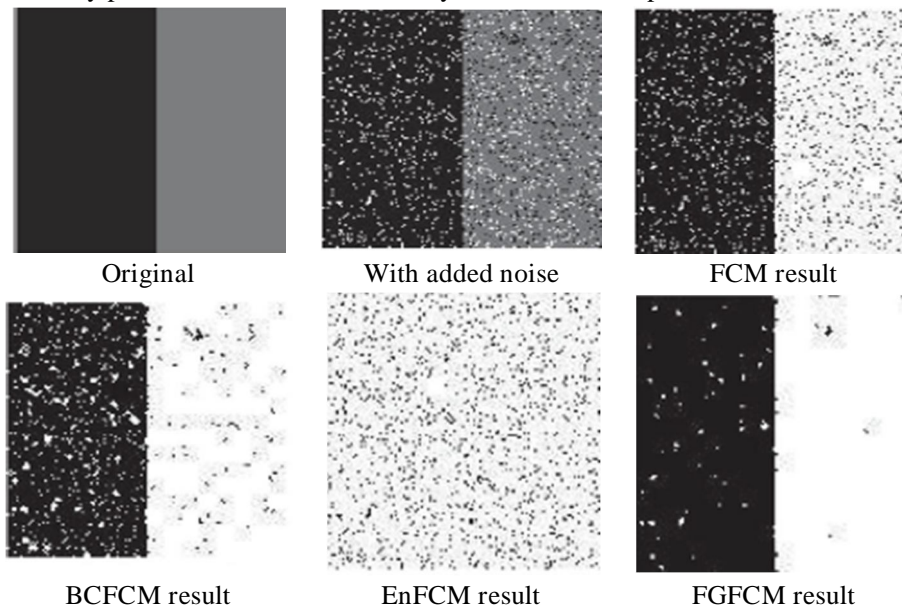 Original
With added noise
FCM result
BCFCM result
EnFCM result
FGFCM result